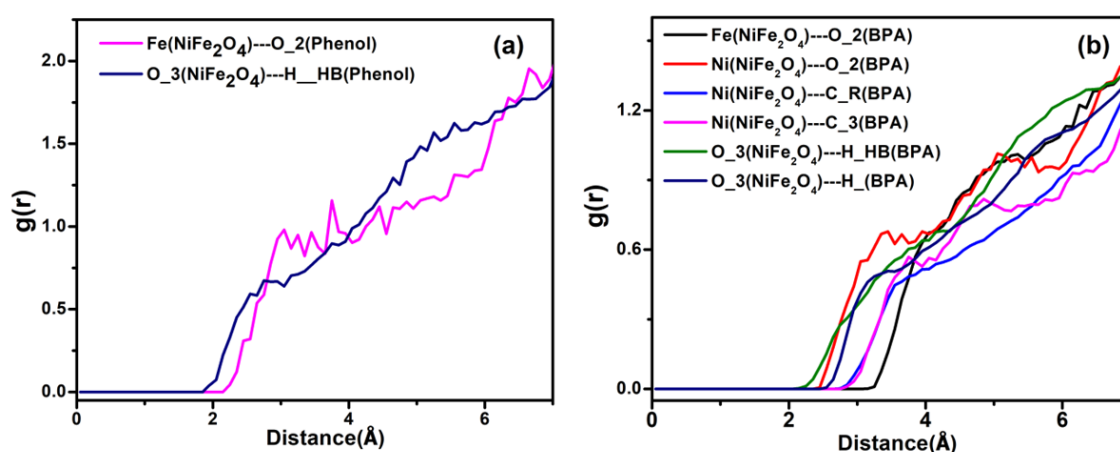 (a)
Fe(NiFe₂O₄)---O_2(Phenol)
O_3(NiFe₂O₄)---H__HB(Phenol)
g(r)
2.0
1.5
1.0
0.5
0.0
0 2 4 6
Distance(Å)
(b)
Fe(NiFe₂O₄)---O_2(BPA)
Ni(NiFe₂O₄)---O_2(BPA)
Ni(NiFe₂O₄)---C_R(BPA)
Ni(NiFe₂O₄)---C_3(BPA)
O_3(NiFe₂O₄)---H_HB(BPA)
O_3(NiFe₂O₄)---H_(BPA)
g(r)
1.2
0.6
0.0
0 2 4 6
Distance(Å)